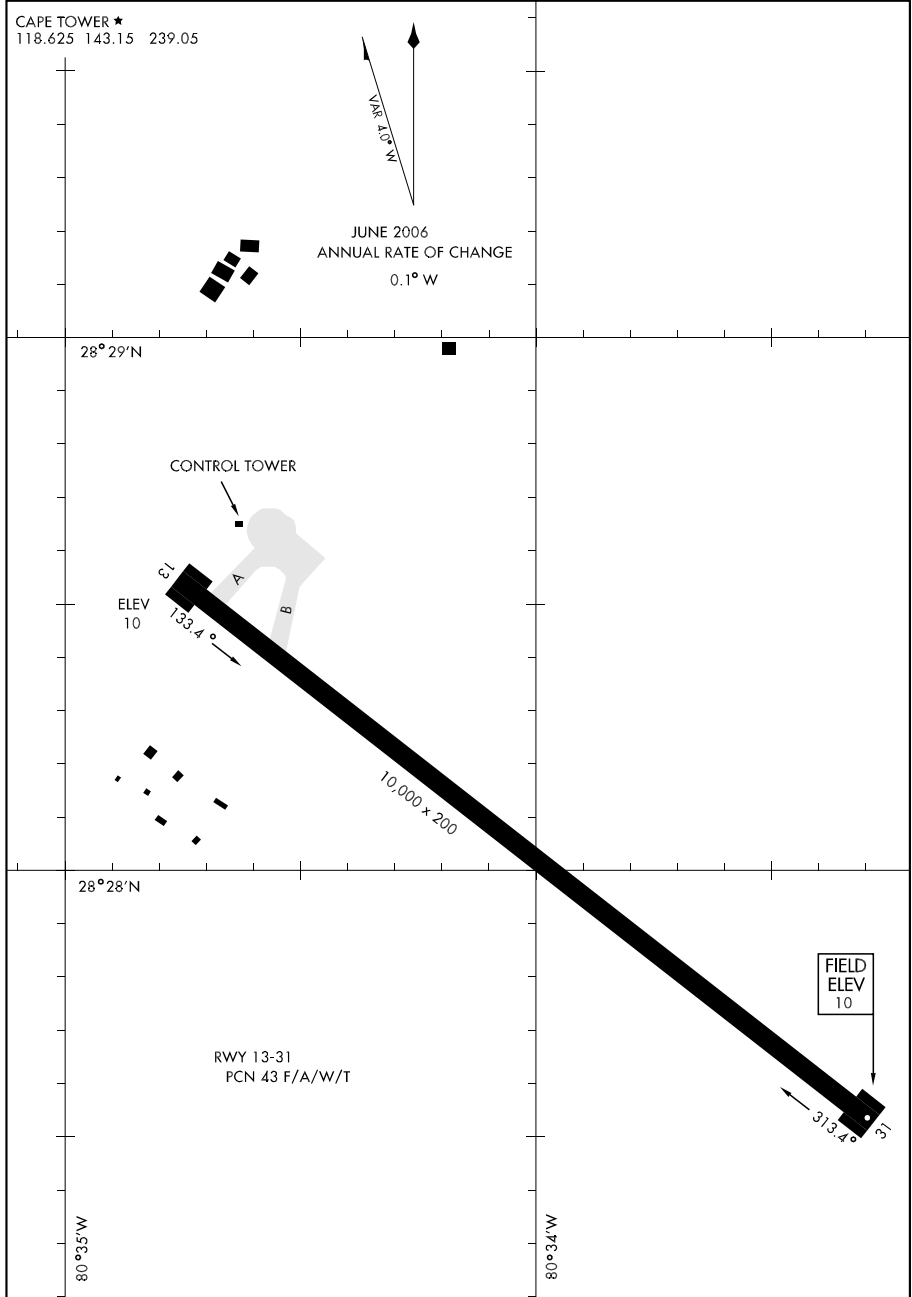 CAPE TOWER ★
118.625 143.15 239.05
VAR 4.0° W
JUNE 2006
ANNUAL RATE OF CHANGE
0.1° W
28° 29'N
CONTROL TOWER
13
A
B
ELEV
10
133.4°
10,000 x 200
28° 28'N
FIELD
ELEV
10
RWY 13-31
PCN 43 F/A/W/T
313.4°
31
80°35'W
80°34'W